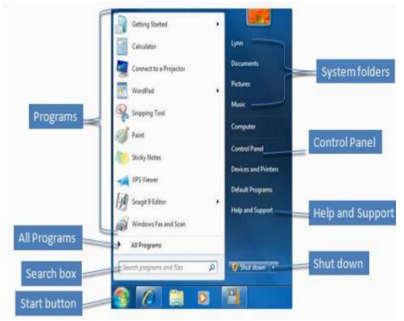 Getting Started
Calculator
Connect to a Projector
WordPad
Snipping Tool
Paint
Sticky Notes
XPS Viewer
Snagit 9 Editor
Windows Fax and Scan
All Programs
Search programs and files
Lynn
Documents
Pictures
Music
Computer
Control Panel
Devices and Printers
Default Programs
Help and Support
Shut down
Programs
All Programs
Search box
Start button
System folders
Control Panel
Help and Support
Shut down